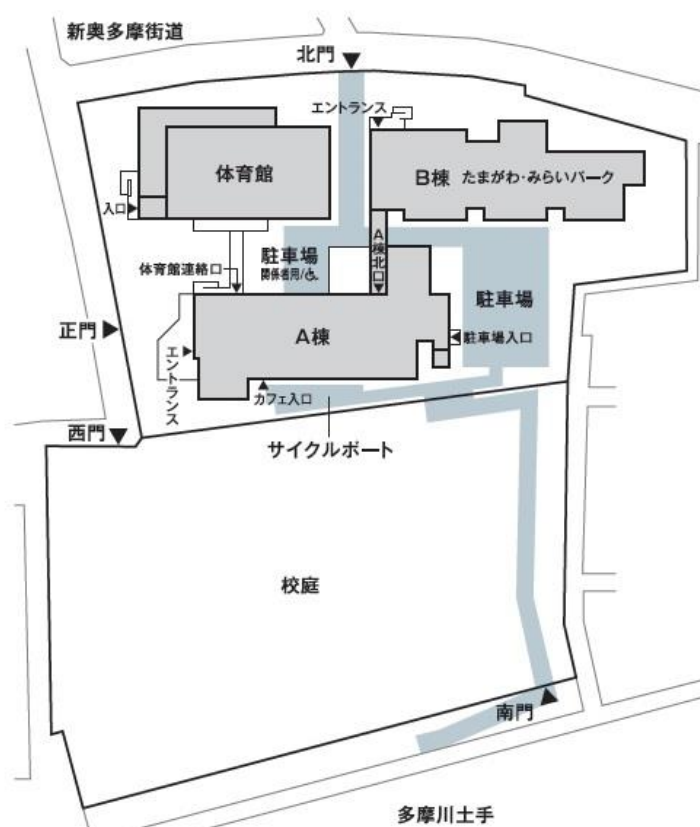 新奥多摩街道
北門
エントランス
体育館
B棟 たまがわ・みらいパーク
入口
A棟北口
駐車場
関係者用/
体育館連絡口
駐車場
正門
A棟
駐車場入口
エントランス
カフェ入口
西門
サイクルポート
校庭
南門
多摩川土手